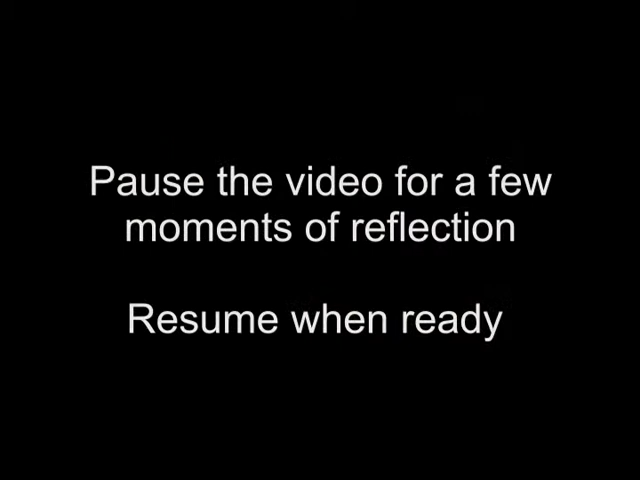 Pause the video for a few
moments of reflection
Resume when ready